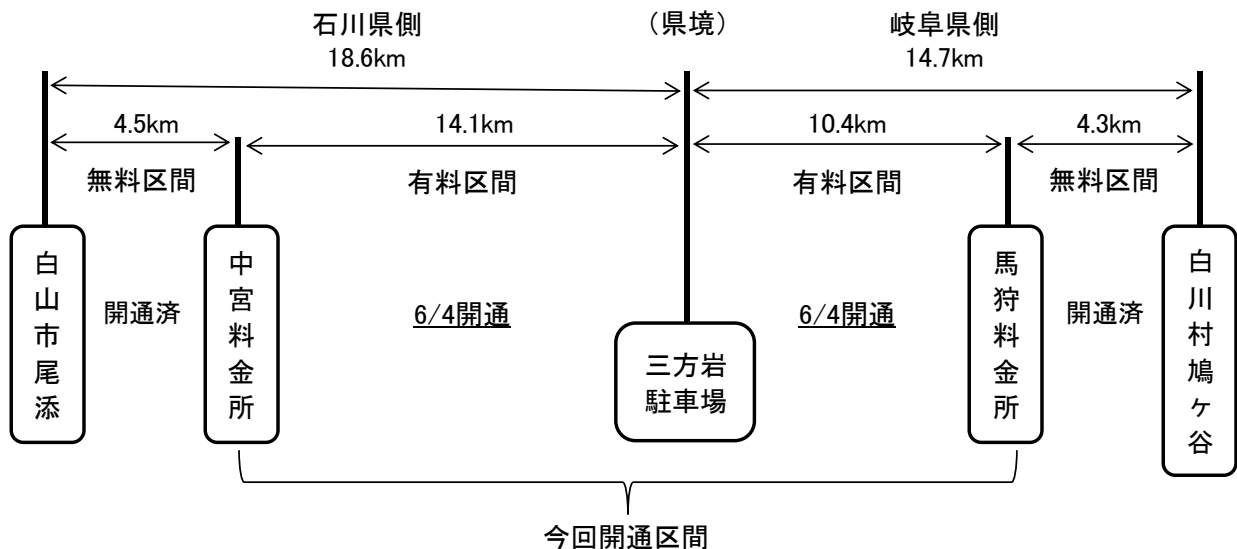 石川県側
(県境)
岐阜県側
18.6km
14.7km
4.5km
14.1km
10.4km
4.3km
無料区間
有料区間
有料区間
無料区間
白山市尾添
開通済
中宮料金所
6/4開通
三方岩
駐車場
6/4開通
馬狩料金所
開通済
白川村鳩ヶ谷
今回開通区間